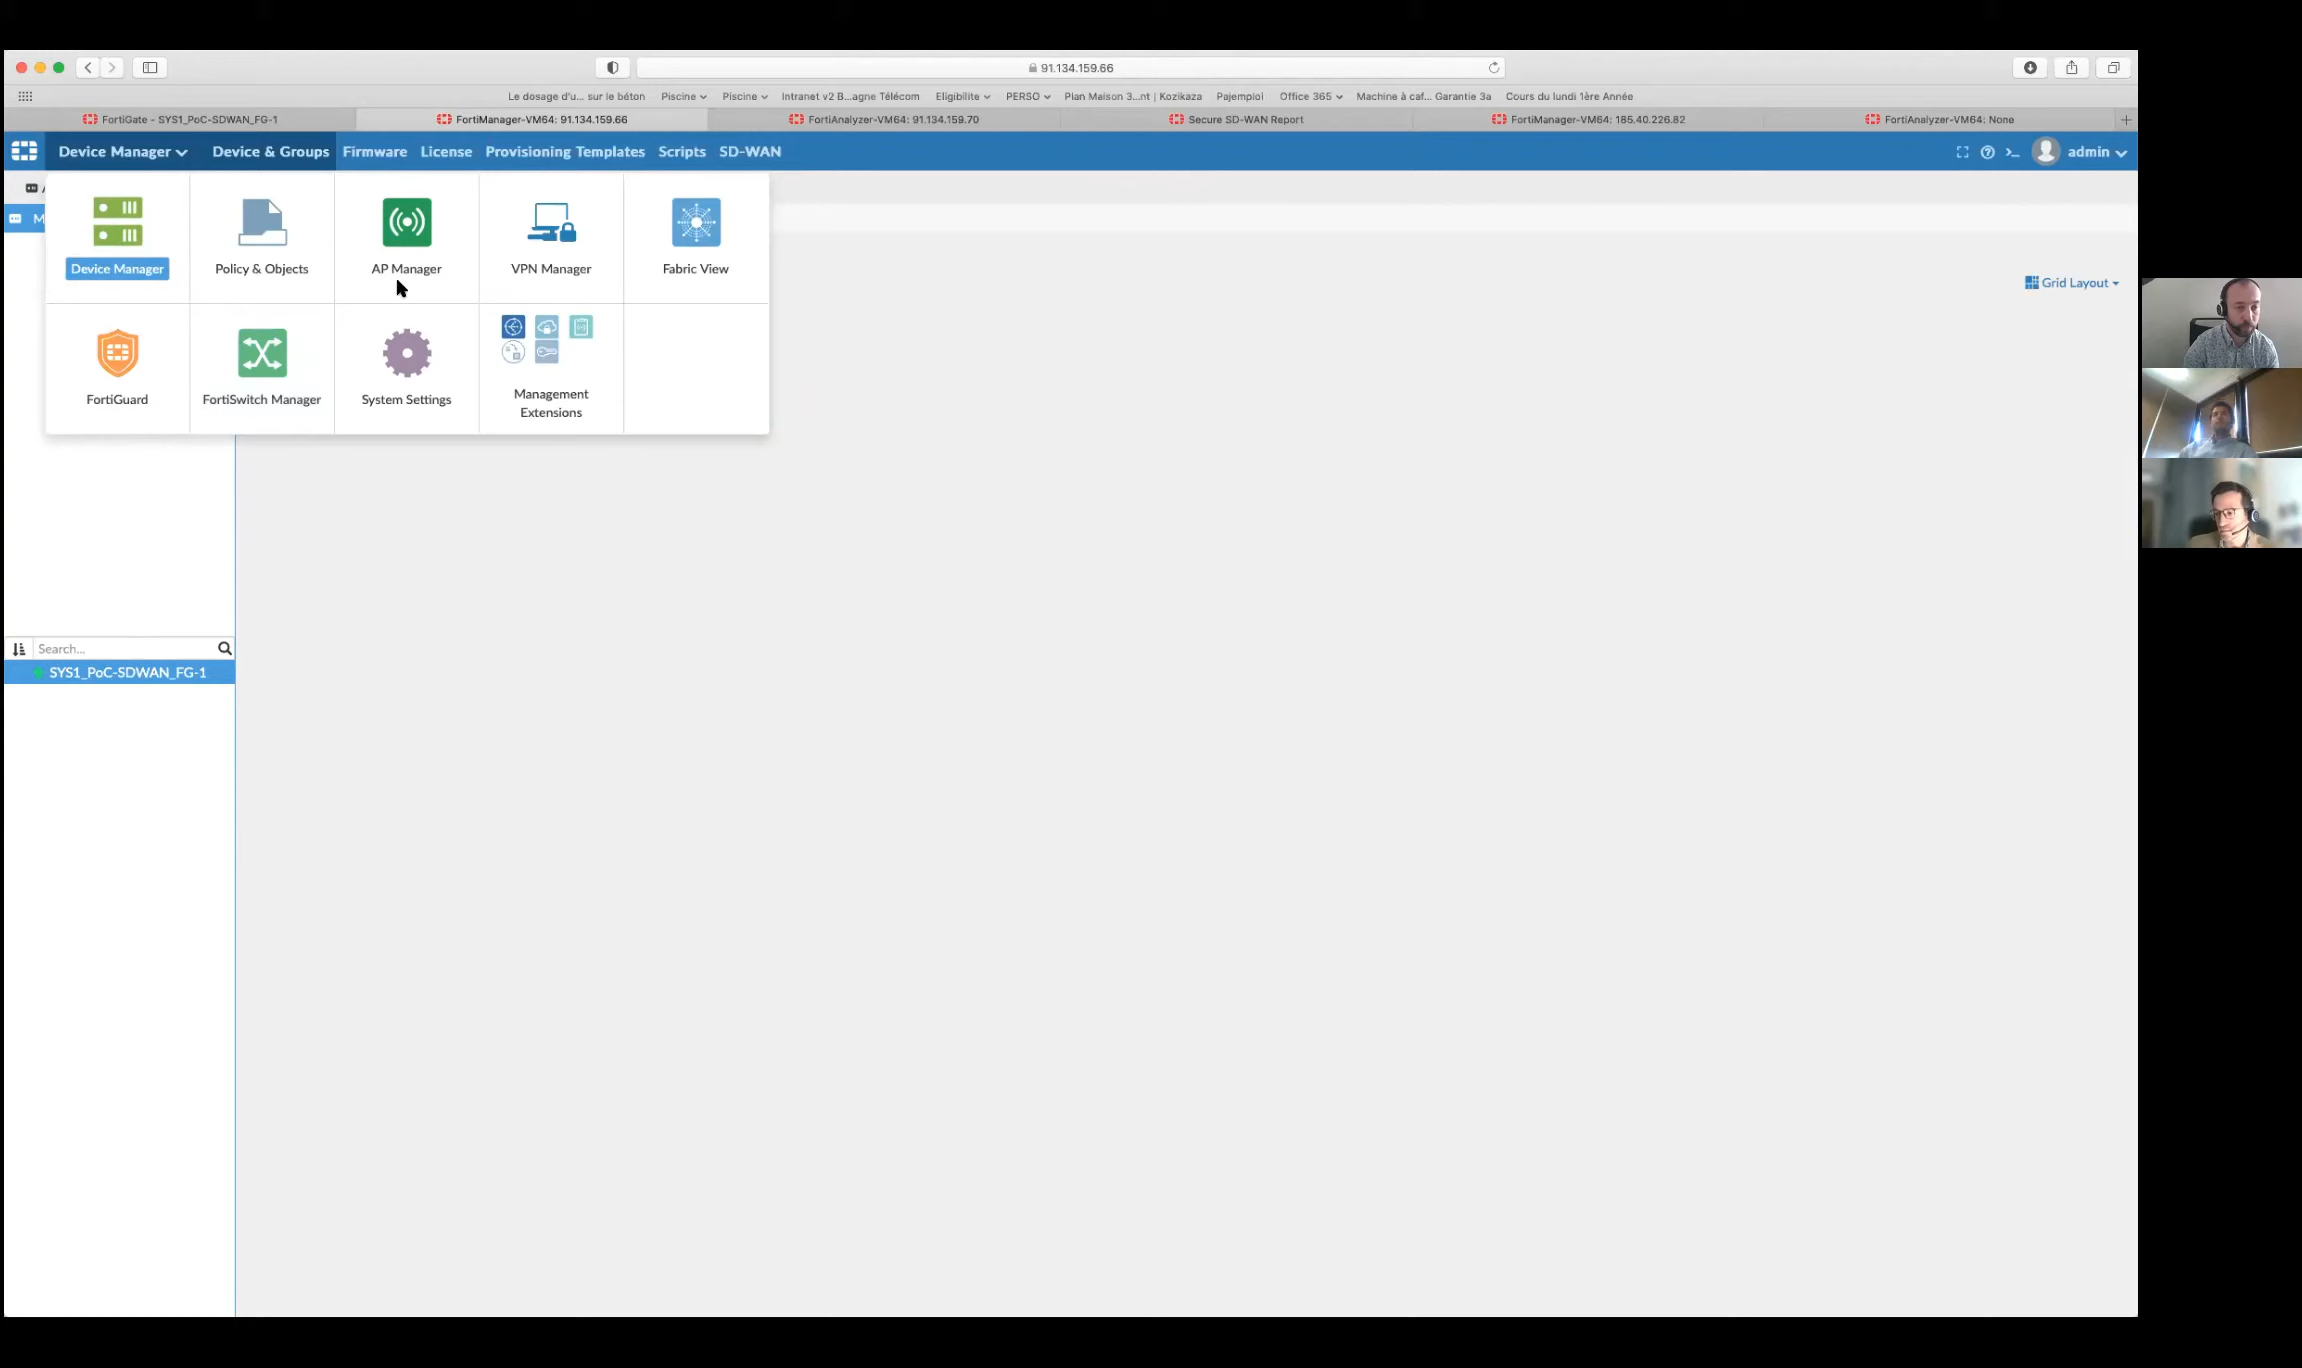 91.134.159.66
Le dosage d'u... sur le béton Piscine Piscine Intranet v2 B...agne Télécom Eligibilite PERSO Plan Maison 3...nt | Kozikaza Pajemploi Office 365 Machine à caf... Garantie 3a Cours du lundi 1ère Année
FortiGate - SYS1_PoC-SDWAN_FG-1 FortiManager-VM64: 91.134.159.66 FortiAnalyzer-VM64: 91.134.159.70 Secure SD-WAN Report FortiManager-VM64: 185.40.226.82 FortiAnalyzer-VM64: None
Device Manager Device & Groups Firmware License Provisioning Templates Scripts SD-WAN admin
M
Device Manager Policy & Objects AP Manager VPN Manager Fabric View
Grid Layout
FortiGuard FortiSwitch Manager System Settings Management
Extensions
Search...
SYS1_PoC-SDWAN_FG-1